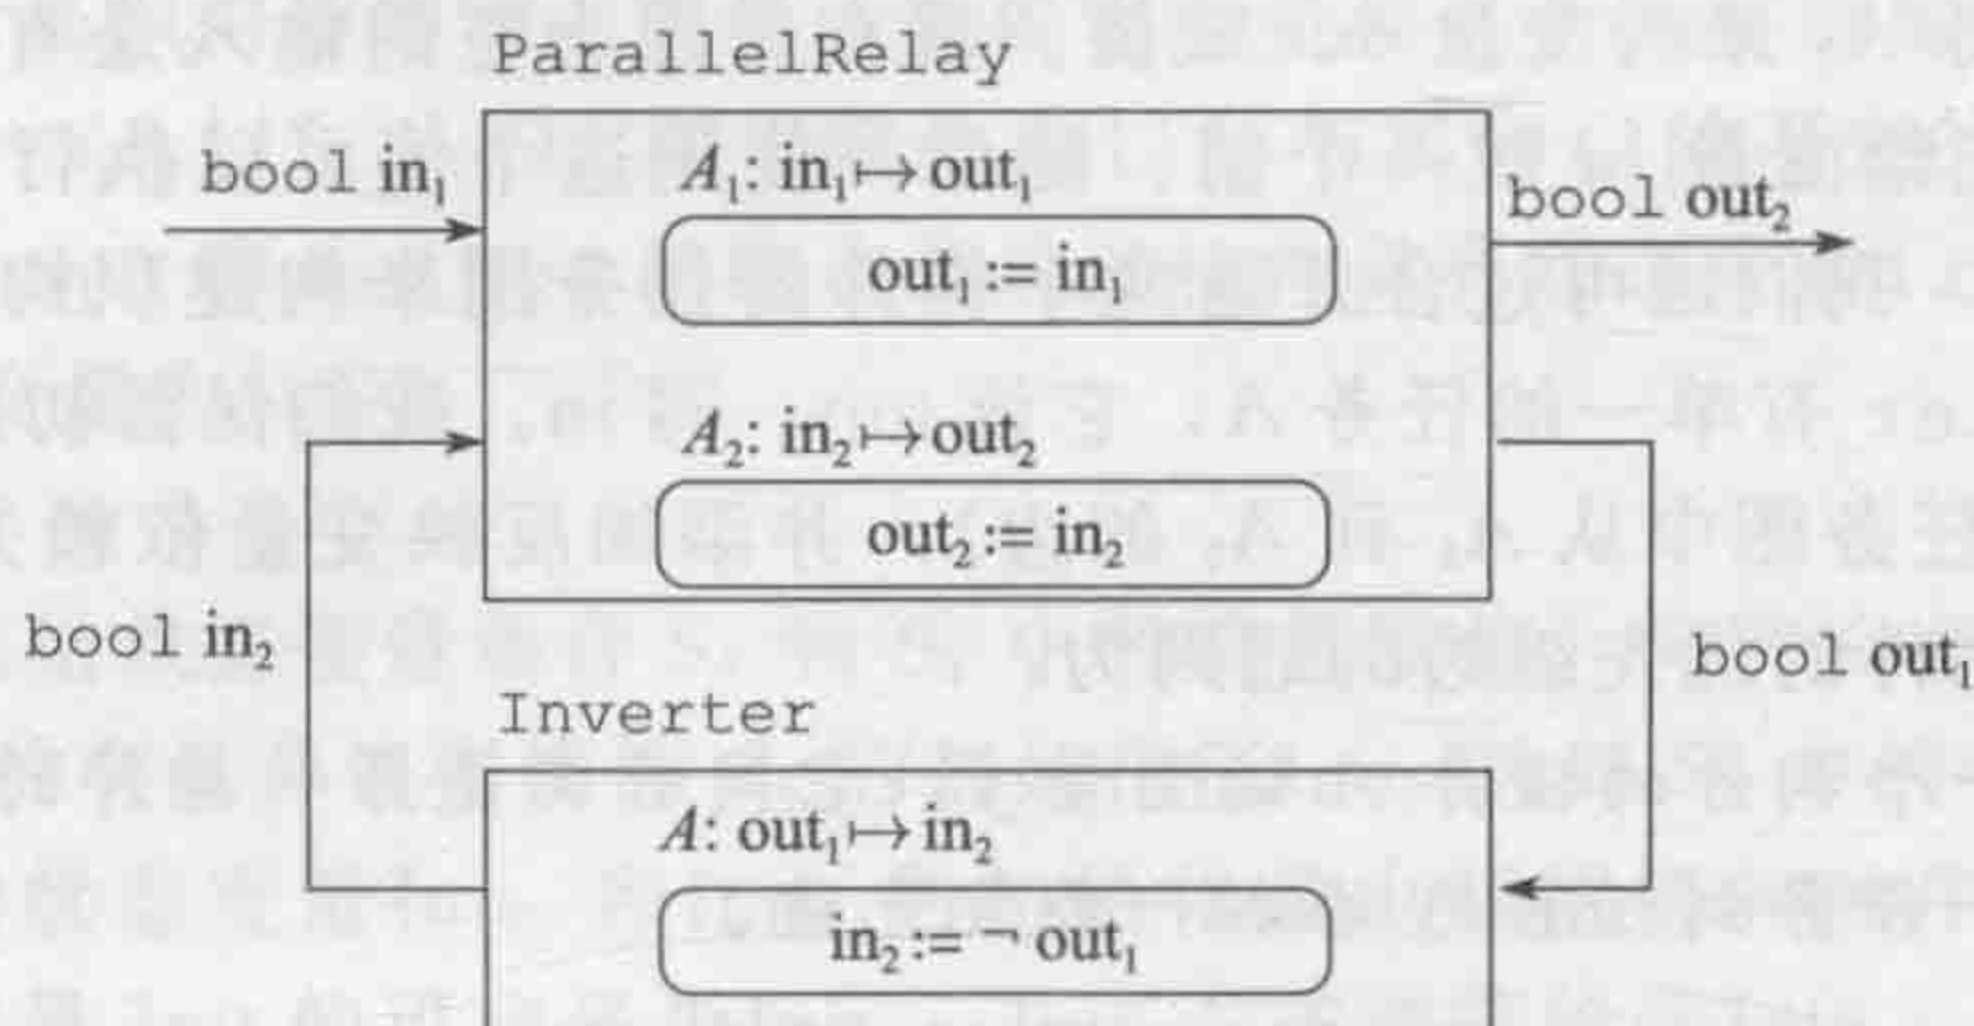 ParallelRelay
bool in₁
A₁: in₁↦out₁
out₁ := in₁
bool out₂
A₂: in₂↦out₂
out₂ := in₂
bool in₂
bool out₁
Inverter
A: out₁↦in₂
in₂ := ¬ out₁